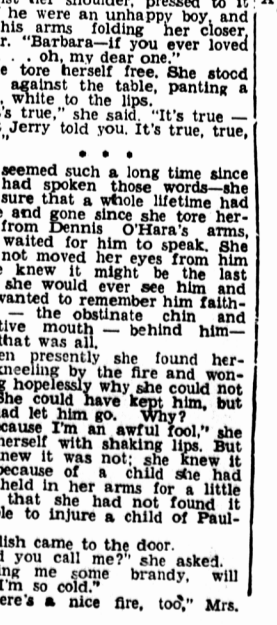 her shoulder, pressed to it
he were an unhappy boy, and
his arms folding her closer,
r. "Barbara—if you ever loved
. . oh, my dear one."
e tore herself free. She stood
against the table, panting a
, white to the lips.
's true," she said. "It's true —
Jerry told you. It's true, true,
"
• • •
seemed such a long time since
had spoken those words—she
sure that a whole lifetime had
e and gone since she tore her-
from Dennis O'Hara's arms,
waited for him to speak. She
not moved her eyes from him
e knew it might be the last
she would ever see him and
wanted to remember him faith-
— the obstinate chin and
tive mouth — behind him—
that was all.
en presently she found her-
kneeling by the fire and won-
g hopelessly why she could not
She could have kept him, but
ad let him go. Why?
cause I'm an awful fool," she
herself with shaking lips. But
new it was not; she knew it
because of a child she had
held in her arms for a little
that she had not found it
le to injure a child of Paul-
lish came to the door.
d you call me?" she asked.
ing me some brandy, will
I'm so cold."
ere's a nice fire, too," Mrs.